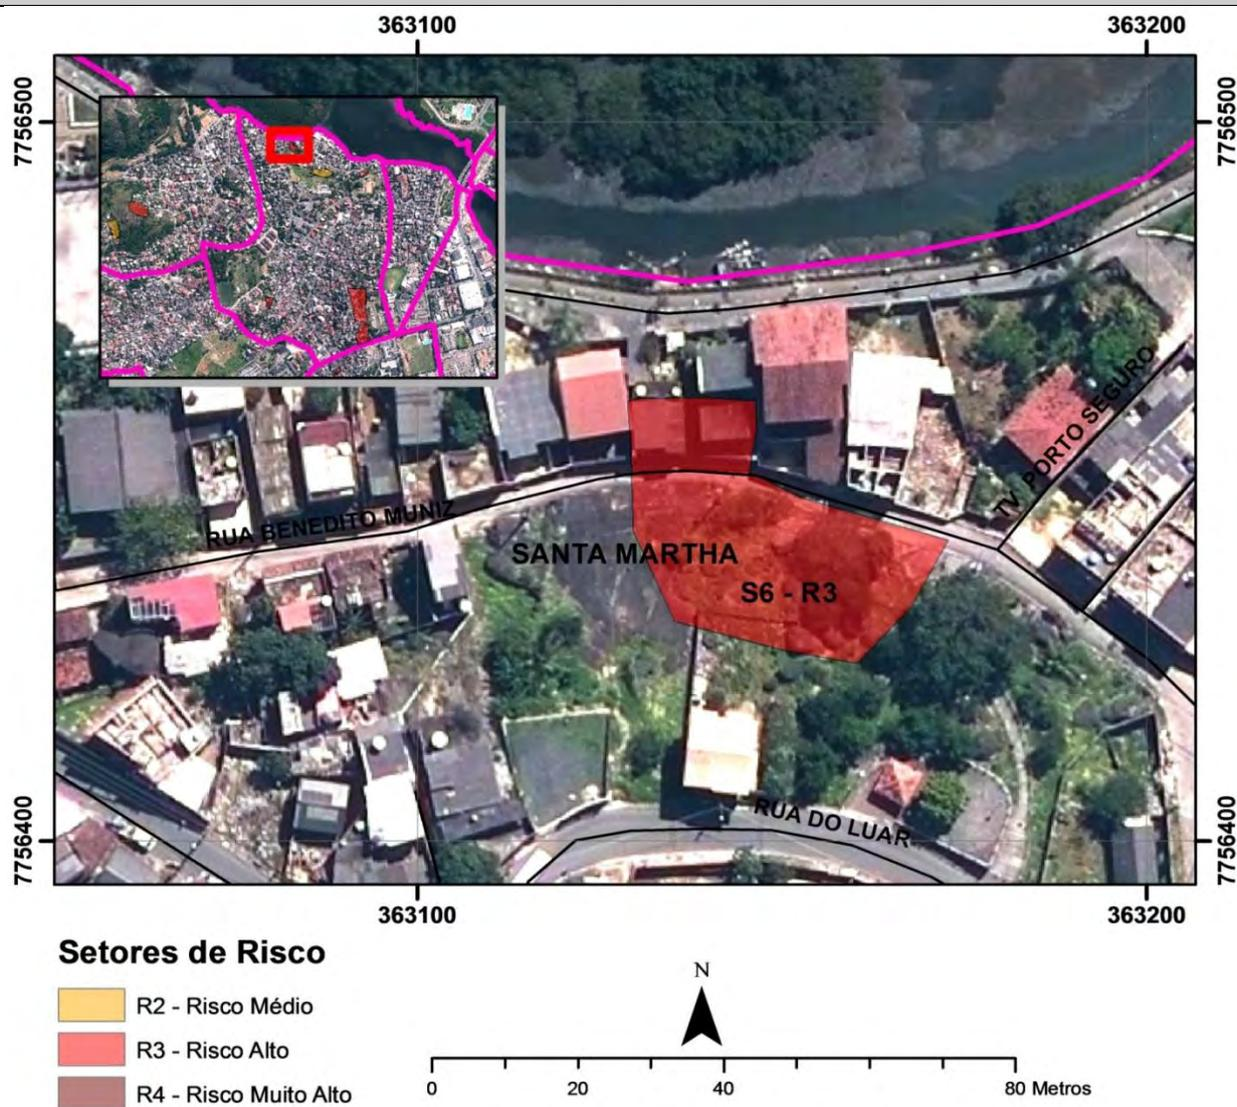 363100
363200
7756500
7756500
TV. PORTO SEGURO
RUA BENEDITO MUNIZ
SANTA MARTHA
S6 - R3
RUA DO LUAR
7756400
7756400
363100
363200
Setores de Risco
N
R2 - Risco Médio
R3 - Risco Alto
R4 - Risco Muito Alto
0 20 40 80 Metros